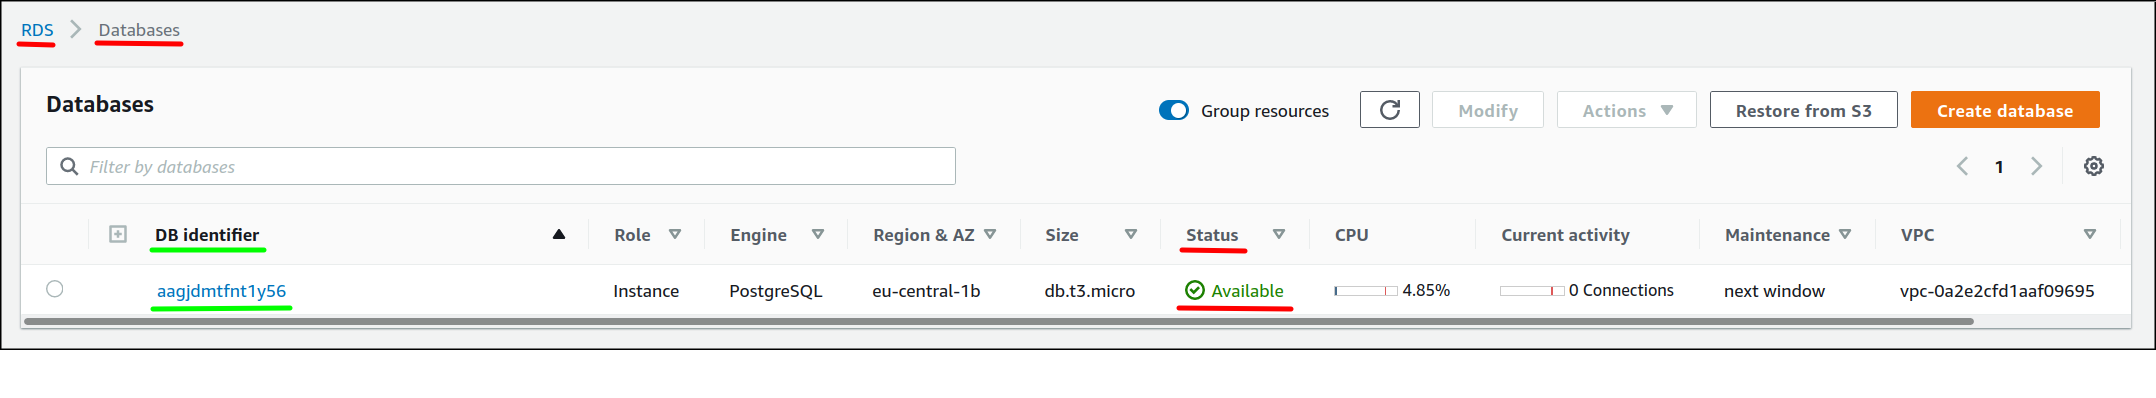 RDS > Databases
Databases
Group resources Modify Actions Restore from S3 Create database
Filter by databases
1
DB identifier Role Engine Region & AZ Size Status CPU Current activity Maintenance VPC
aagjdmtfnt1y56 Instance PostgreSQL eu-central-1b db.t3.micro Available 4.85% 0 Connections next window vpc-0a2e2cfd1aaf09695